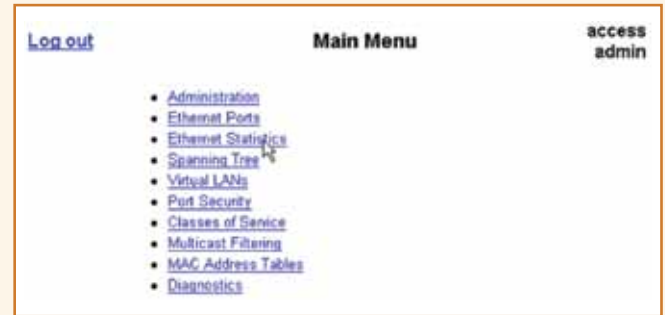 Log out
Main Menu
access
admin
Administration
Ethernet Ports
Ethernet Statistics
Spanning Tree
Virtual LANs
Port Security
Classes of Service
Multicast Filtering
MAC Address Tables
Diagnostics